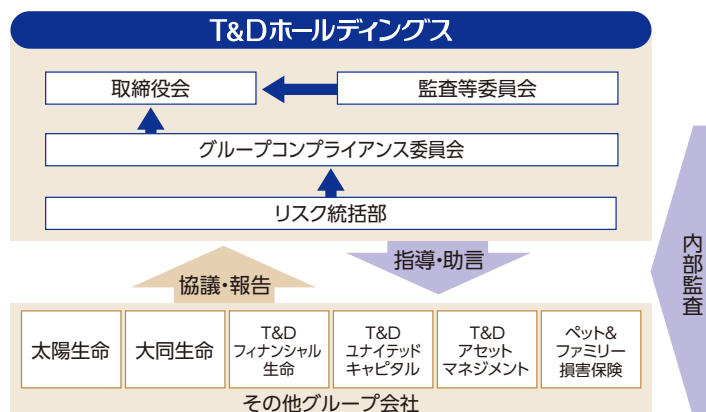 T&Dホールディングス
取締役会
監査等委員会
グループコンプライアンス委員会
リスク統括部
協議・報告
指導・助言
内部監査
太陽生命
大同生命
T&D
フィナンシャル
生命
T&D
ユナイテッド
キャピタル
T&D
アセット
マネジメント
ペット&
ファミリー
損害保険
その他グループ会社